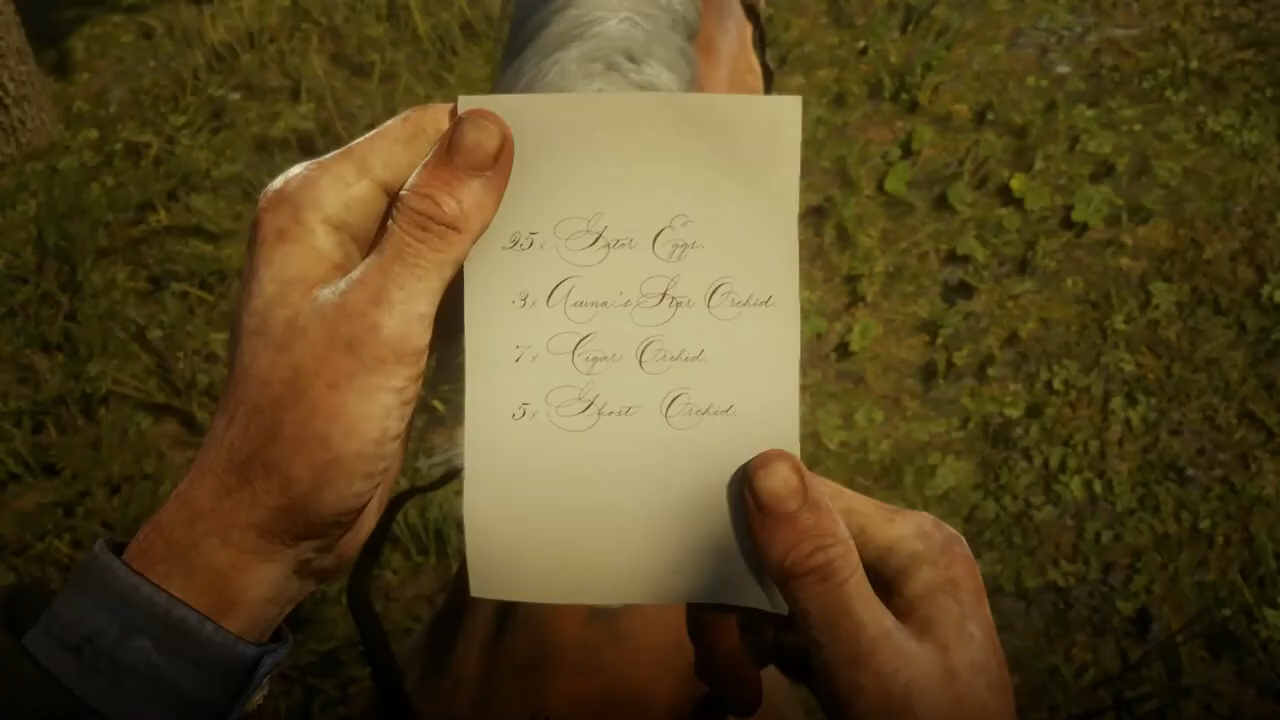 25x Gator Eggs.
3x Acuna's Star Orchid.
7x Cigar Orchid.
5x Ghost Orchid.